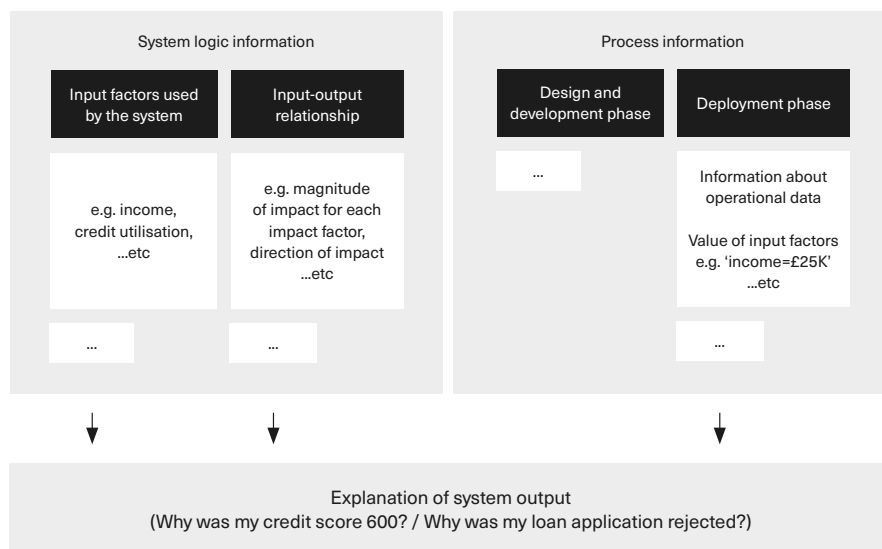 System logic information
Input factors used
by the system
Input-output
relationship
e.g. income,
credit utilisation,
...etc
e.g. magnitude
of impact for each
impact factor,
direction of impact
...etc
...
...
Process information
Design and
development phase
Deployment phase
...
Information about
operational data
Value of input factors
e.g. ‘income=£25K’
...etc
...
Explanation of system output
(Why was my credit score 600? / Why was my loan application rejected?)